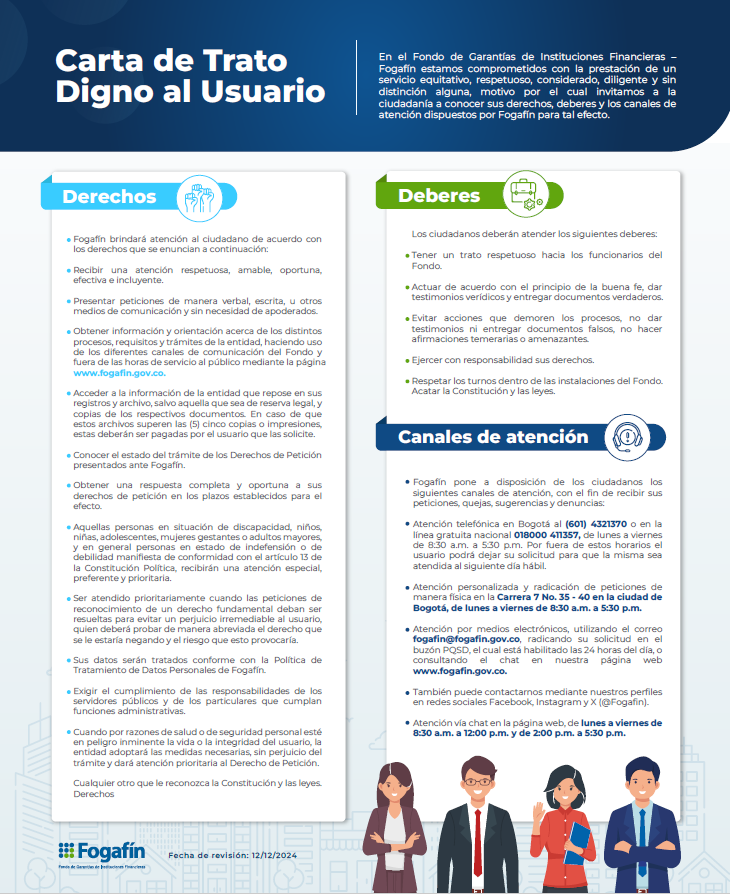 Carta de Trato
Digno al Usuario
En el Fondo de Garantías de Instituciones Financieras –
Fogafín estamos comprometidos con la prestación de un
servicio equitativo, respetuoso, considerado, diligente y sin
distinción alguna, motivo por el cual invitamos a la
ciudadanía a conocer sus derechos, deberes y los canales de
atención dispuestos por Fogafín para tal efecto.
Derechos
Fogafín brindará atención al ciudadano de acuerdo con
los derechos que se enuncian a continuación:
Recibir una atención respetuosa, amable, oportuna,
efectiva e incluyente.
Presentar peticiones de manera verbal, escrita, u otros
medios de comunicación y sin necesidad de apoderados.
Obtener información y orientación acerca de los distintos
procesos, requisitos y trámites de la entidad, haciendo uso
de los diferentes canales de comunicación del Fondo y
fuera de las horas de servicio al público mediante la página
www.fogafin.gov.co.
Acceder a la información de la entidad que repose en sus
registros y archivo, salvo aquella que sea de reserva legal, y
copias de los respectivos documentos. En caso de que
estos archivos superen las (5) cinco copias o impresiones,
estas deberán ser pagadas por el usuario que las solicite.
Conocer el estado del trámite de los Derechos de Petición
presentados ante Fogafín.
Obtener una respuesta completa y oportuna a sus
derechos de petición en los plazos establecidos para el
efecto.
Aquellas personas en situación de discapacidad, niños,
niñas, adolescentes, mujeres gestantes o adultos mayores,
y en general personas en estado de indefensión o de
debilidad manifiesta de conformidad con el artículo 13 de
la Constitución Política, recibirán una atención especial,
preferente y prioritaria.
Ser atendido prioritariamente cuando las peticiones de
reconocimiento de un derecho fundamental deban ser
resueltas para evitar un perjuicio irremediable al usuario,
quien deberá probar de manera abreviada el derecho que
se le estaría negando y el riesgo que esto provocaría.
Sus datos serán tratados conforme con la Política de
Tratamiento de Datos Personales de Fogafín.
Exigir el cumplimiento de las responsabilidades de los
servidores públicos y de los particulares que cumplan
funciones administrativas.
Cuando por razones de salud o de seguridad personal esté
en peligro inminente la vida o la integridad del usuario, la
entidad adoptará las medidas necesarias, sin perjuicio del
trámite y dará atención prioritaria al Derecho de Petición.
Cualquier otro que le reconozca la Constitución y las leyes.
Derechos
Deberes
Los ciudadanos deberán atender los siguientes deberes:
Tener un trato respetuoso hacia los funcionarios del
Fondo.
Actuar de acuerdo con el principio de la buena fe, dar
testimonios verídicos y entregar documentos verdaderos.
Evitar acciones que demoren los procesos, no dar
testimonios ni entregar documentos falsos, no hacer
afirmaciones temerarias o amenazantes.
Ejercer con responsabilidad sus derechos.
Respetar los turnos dentro de las instalaciones del Fondo.
Acatar la Constitución y las leyes.
Canales de atención
Fogafín pone a disposición de los ciudadanos los
siguientes canales de atención, con el fin de recibir sus
peticiones, quejas, sugerencias y denuncias:
Atención telefónica en Bogotá al (601) 4321370 o en la
línea gratuita nacional 018000 411357, de lunes a viernes
de 8:30 a.m. a 5:30 p.m. Por fuera de estos horarios el
usuario podrá dejar su solicitud para que la misma sea
atendida al siguiente día hábil.
Atención personalizada y radicación de peticiones de
manera física en la Carrera 7 No. 35 - 40 en la ciudad de
Bogotá, de lunes a viernes de 8:30 a.m. a 5:30 p.m.
Atención por medios electrónicos, utilizando el correo
fogafin@fogafin.gov.co, radicando su solicitud en el
buzón PQSD, el cual está habilitado las 24 horas del día, o
consultando el chat en nuestra página web
www.fogafin.gov.co.
También puede contactarnos mediante nuestros perfiles
en redes sociales Facebook, Instagram y X (@Fogafin).
Atención vía chat en la página web, de lunes a viernes de
8:30 a.m. a 12:00 p.m. y de 2:00 p.m. a 5:30 p.m.
Fogafín
Fondo de Garantías de Instituciones Financieras
Fecha de revisión: 12/12/2024